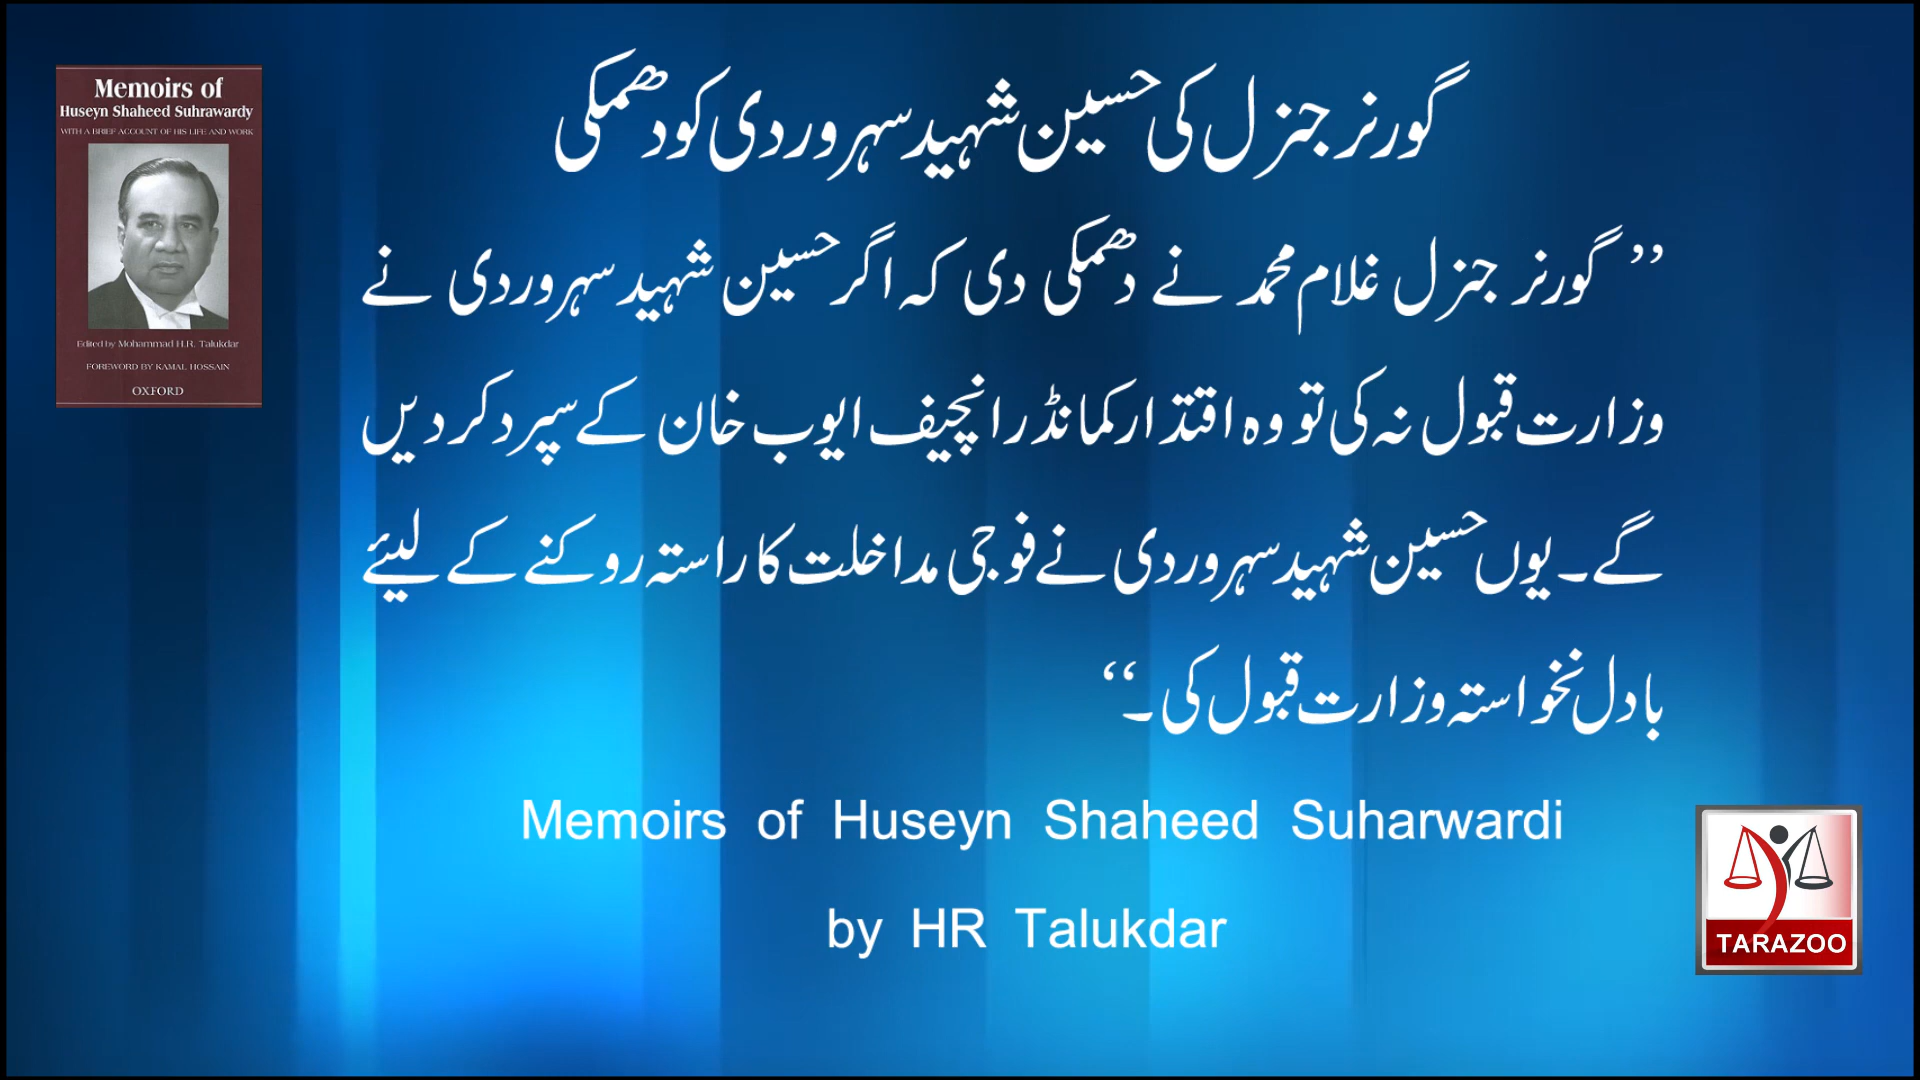 Memoirs of
Huseyn Shaheed Suhrawardy
WITH A BRIEF ACCOUNT OF HIS LIFE AND WORK
Edited by Mohammad H.R. Talukdar
FOREWORD BY KAMAL HOSSAIN
OXFORD
گورنر جنرل کی حسین شہید سہروردی کو دھمکی
’’گورنر جنرل غلام محمد نے دھمکی دی کہ اگر حسین شہید سہروردی نے
وزارت قبول نہ کی تو وہ اقتدار کمانڈر انچیف ایوب خان کے سپرد کر دیں
گے۔ یوں حسین شہید سہروردی نے فوجی مداخلت کا راستہ روکنے کے لیئے
بادل نخواستہ وزارت قبول کی۔‘‘
Memoirs of Huseyn Shaheed Suharwardi
by HR Talukdar
TARAZOO